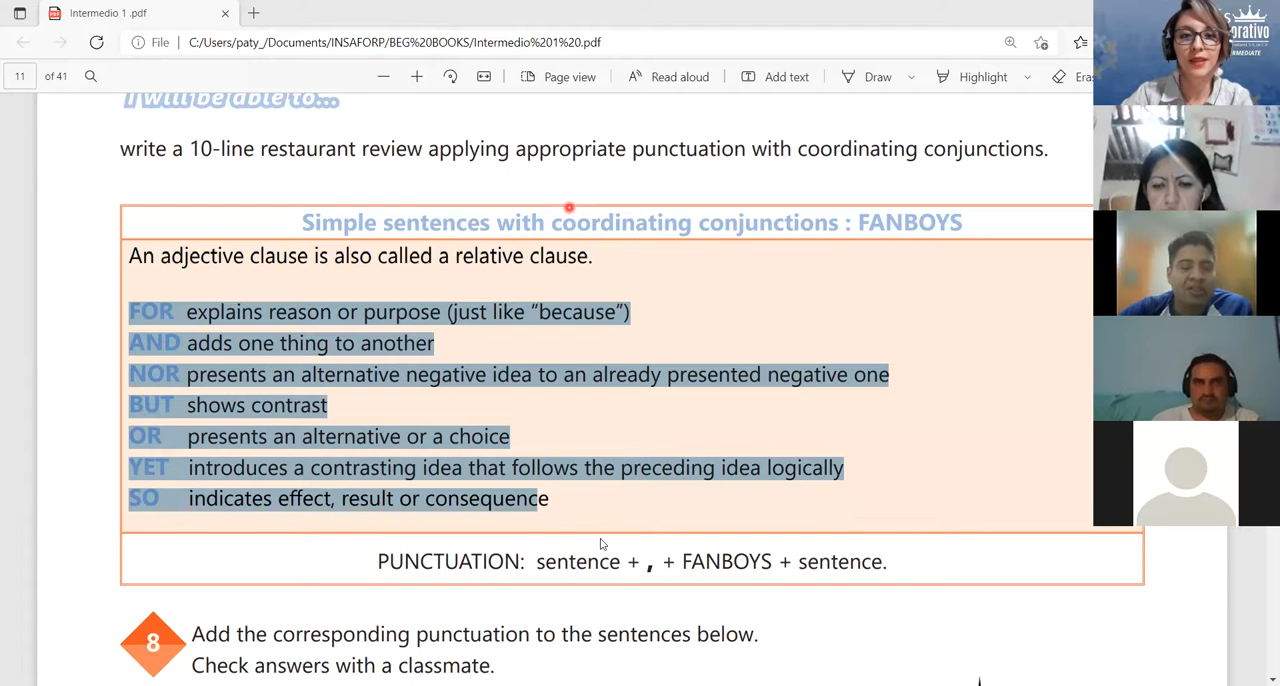 Intermedio 1 .pdf
File C:/Users/paty_/Documents/INSAFORP/BEG%20BOOKS/Intermedio%201%20.pdf
11 of 41 Page view Read aloud Add text Draw Highlight
I will be able to...
write a 10-line restaurant review applying appropriate punctuation with coordinating conjunctions.
Simple sentences with coordinating conjunctions : FANBOYS
An adjective clause is also called a relative clause.
FOR explains reason or purpose (just like “because”)
AND adds one thing to another
NOR presents an alternative negative idea to an already presented negative one
BUT shows contrast
OR presents an alternative or a choice
YET introduces a contrasting idea that follows the preceding idea logically
SO indicates effect, result or consequence
PUNCTUATION: sentence + , + FANBOYS + sentence.
8 Add the corresponding punctuation to the sentences below.
Check answers with a classmate.